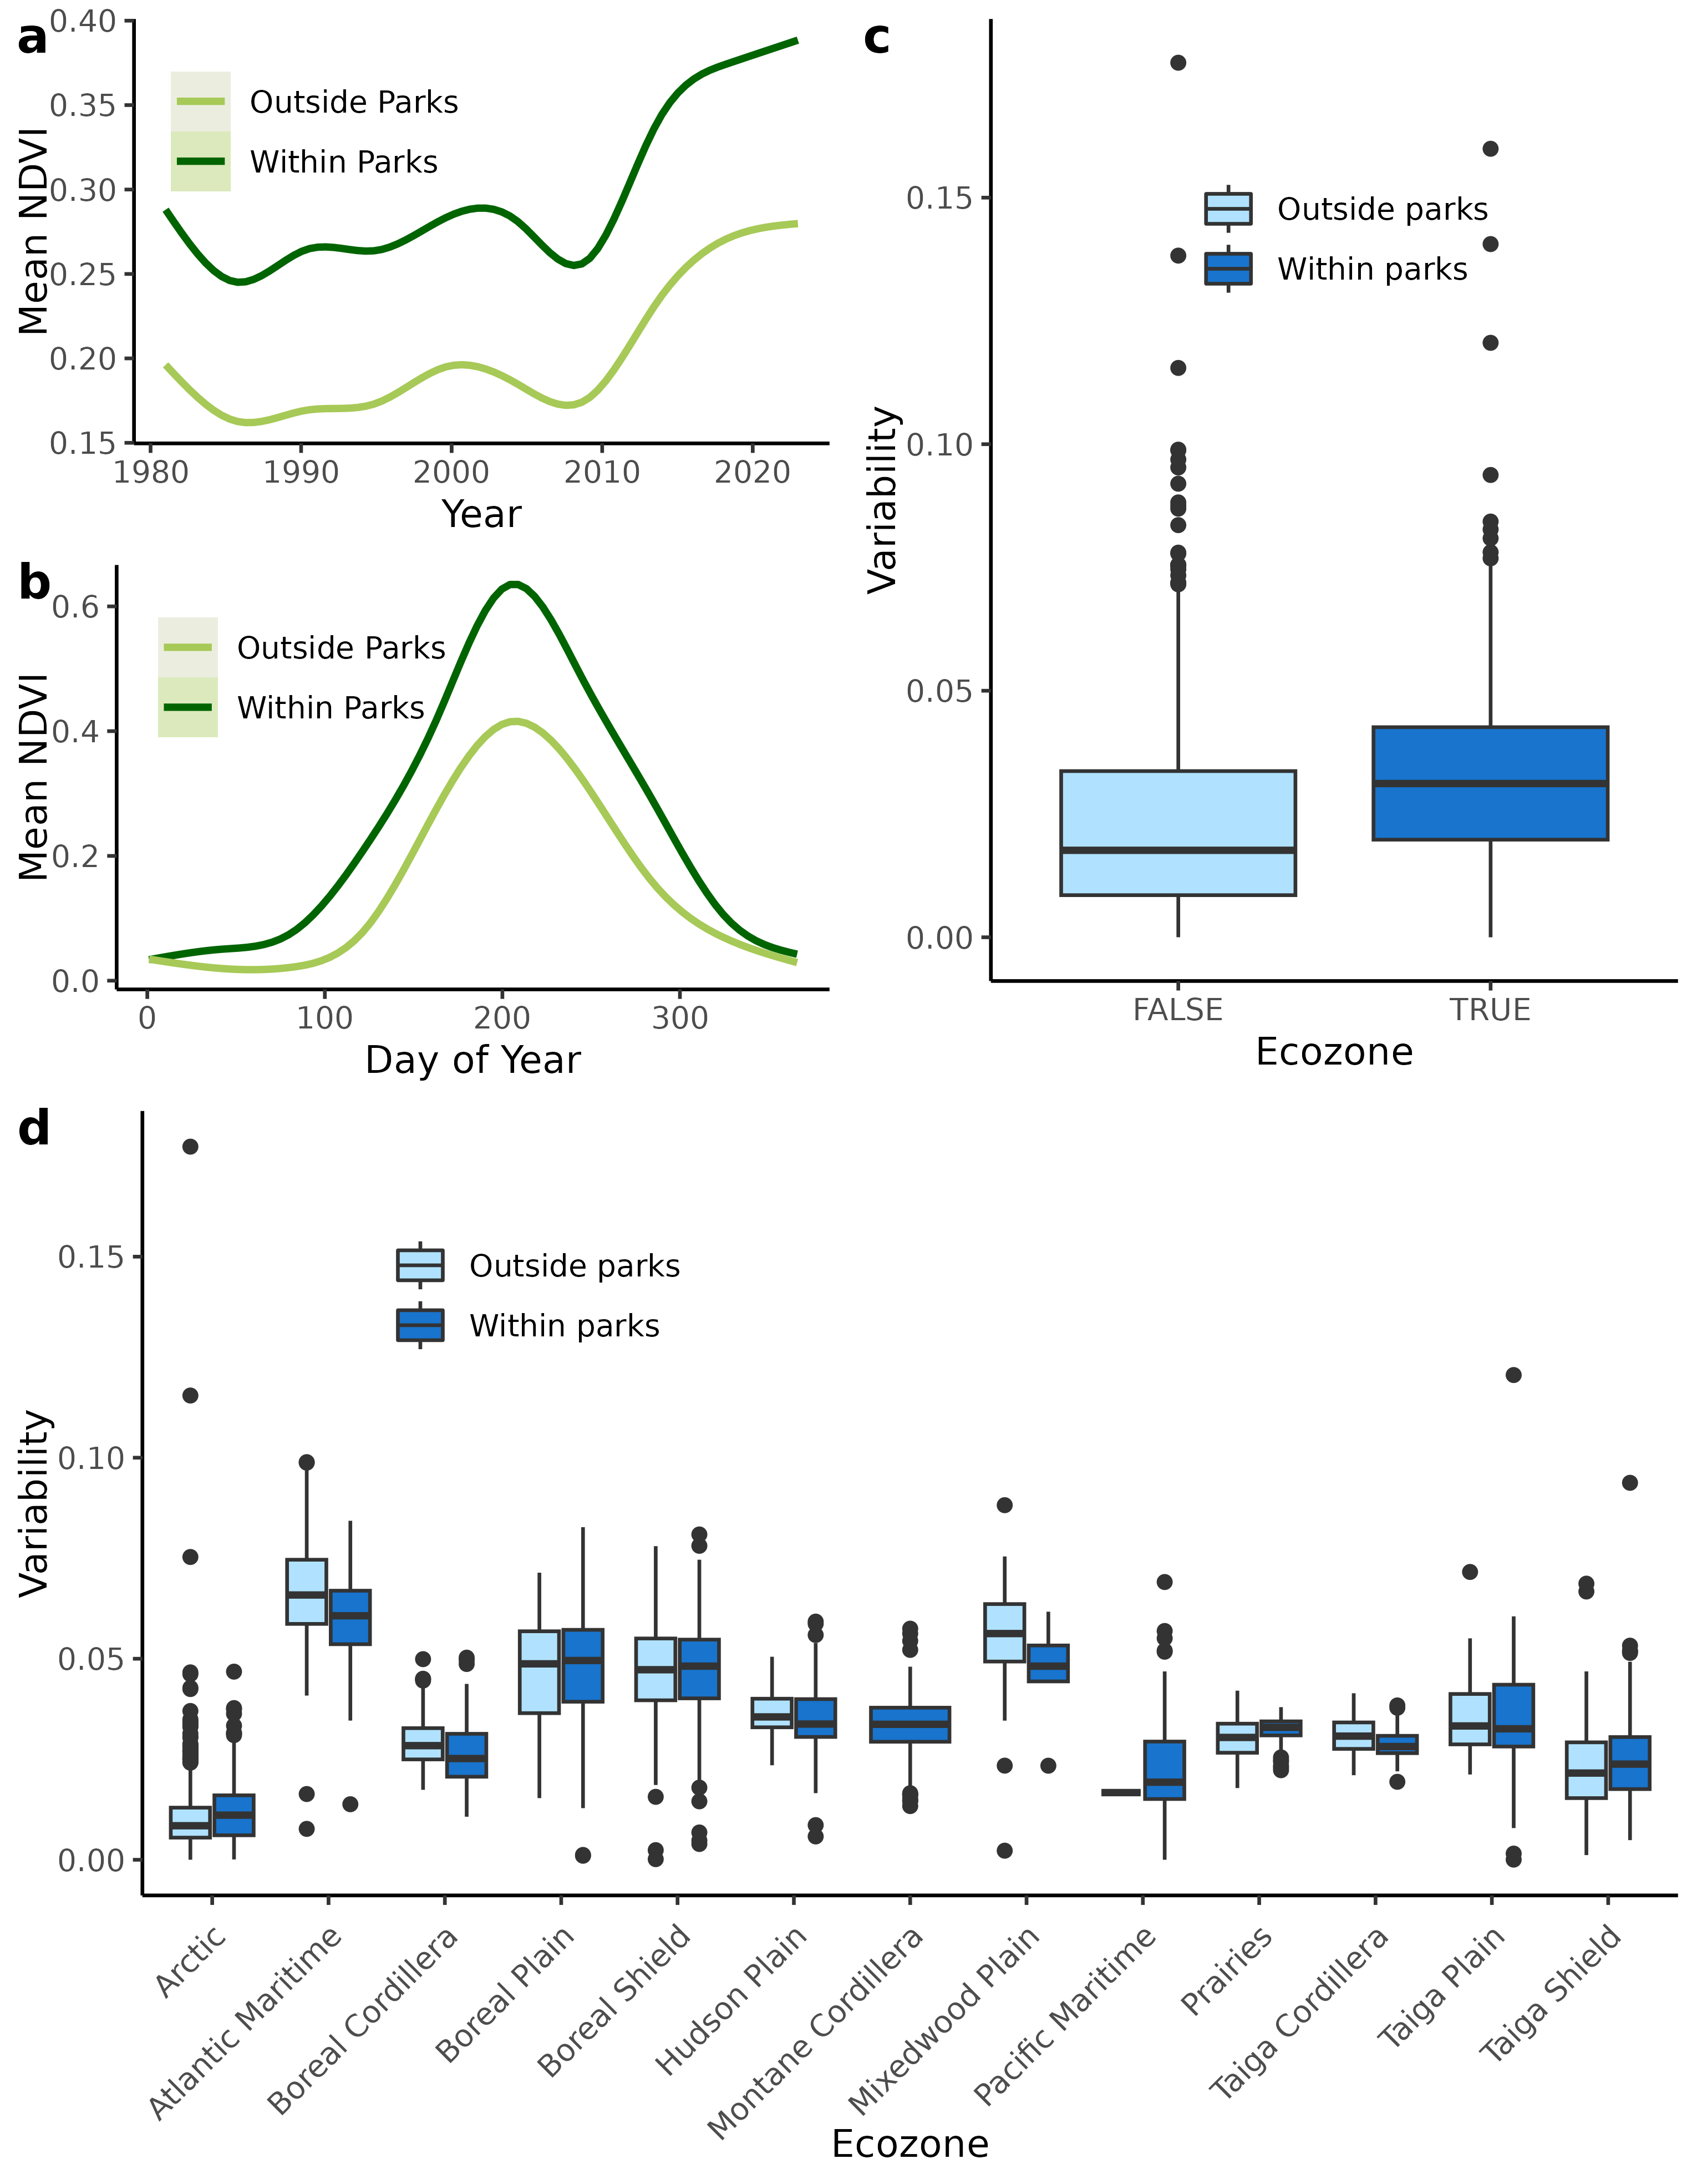 a
0.40
0.35
0.30
0.25
0.20
0.15
Mean NDVI
Outside Parks
Within Parks
1980 1990 2000 2010 2020
Year
b
0.6
0.4
0.2
0.0
Mean NDVI
Outside Parks
Within Parks
0 100 200 300
Day of Year
c
0.15
0.10
0.05
0.00
Variability
Outside parks
Within parks
FALSE TRUE
Ecozone
d
0.15
0.10
0.05
0.00
Variability
Outside parks
Within parks
Arctic
Atlantic Maritime
Boreal Cordillera
Boreal Plain
Boreal Shield
Hudson Plain
Montane Cordillera
Mixedwood Plain
Pacific Maritime
Prairies
Taiga Cordillera
Taiga Plain
Taiga Shield
Ecozone